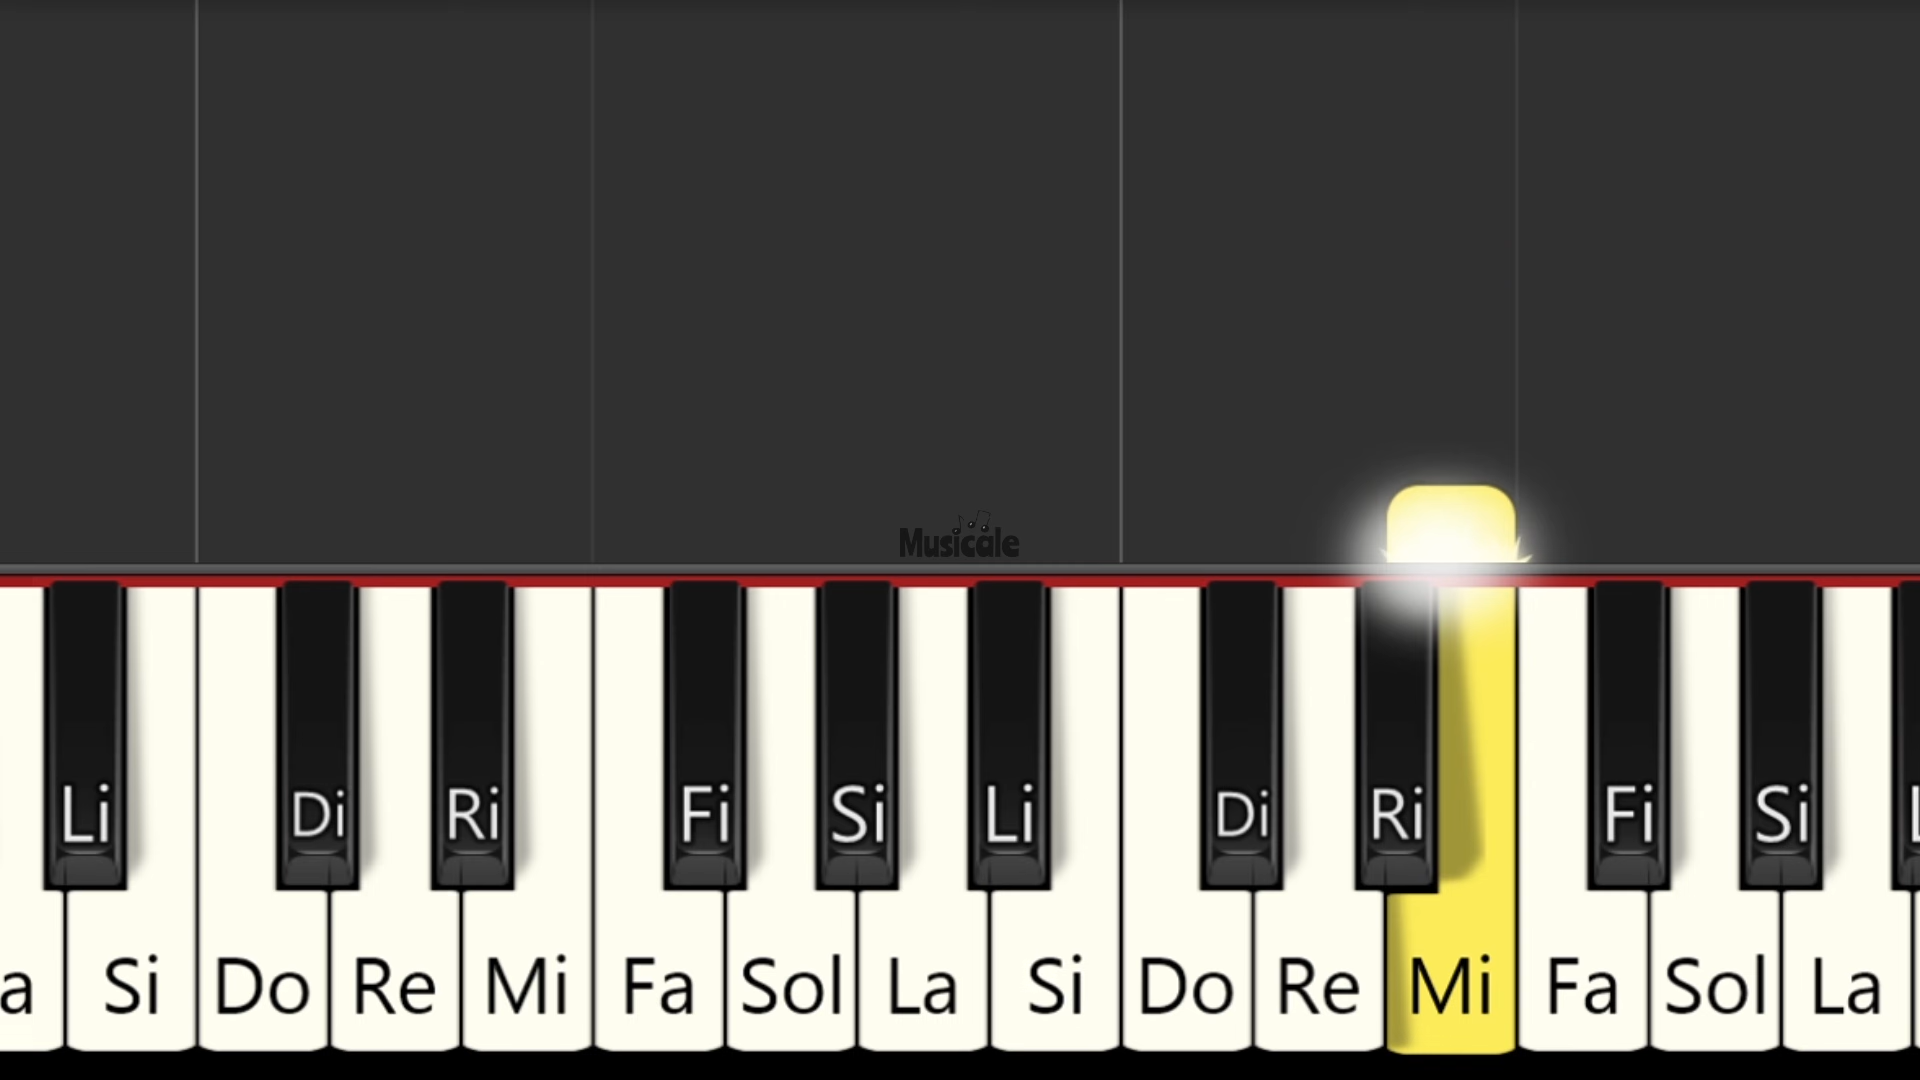 Musicale
Li Di Ri Fi Si Li Di Ri Fi Si L
a Si Do Re Mi Fa Sol La Si Do Re Mi Fa Sol La